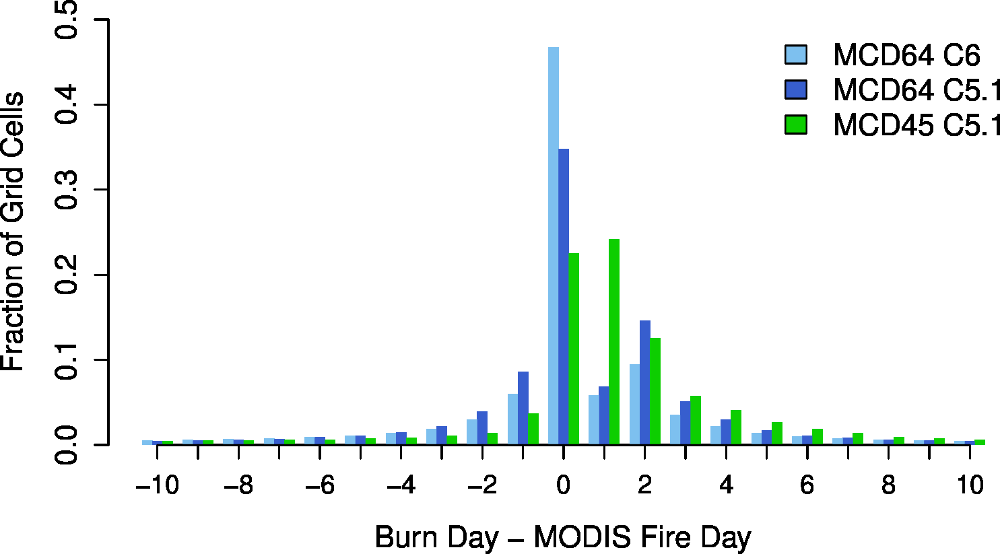 Fraction of Grid Cells
0.5
0.4
0.3
0.2
0.1
0.0
MCD64 C6
MCD64 C5.1
MCD45 C5.1
−10 −8 −6 −4 −2 0 2 4 6 8 10
Burn Day − MODIS Fire Day